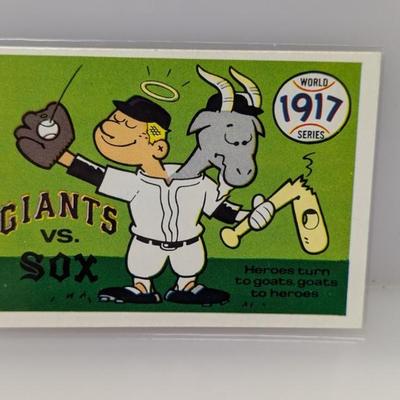 WORLD
1917
SERIES
GIANTS
VS.
SOX
Heroes turn
to goats, goats
to heroes